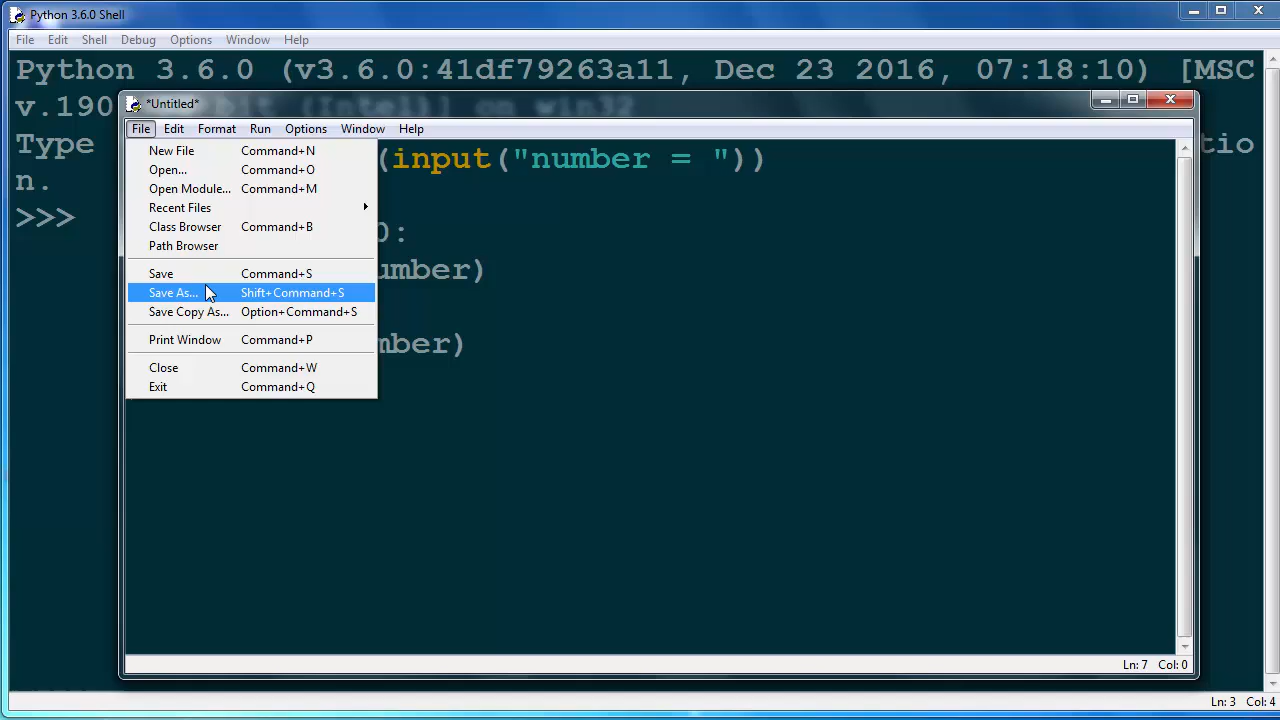 Python 3.6.0 Shell
File Edit Shell Debug Options Window Help
Python 3.6.0 (v3.6.0:41df79263a11, Dec 23 2016, 07:18:10) [MSC
v.190
Type
n.
>>>
*Untitled*
File Edit Format Run Options Window Help
(input("number = "))
0:
umber)
mber)
New File Command+N
Open... Command+O
Open Module... Command+M
Recent Files
Class Browser Command+B
Path Browser
Save Command+S
Save As... Shift+Command+S
Save Copy As... Option+Command+S
Print Window Command+P
Close Command+W
Exit Command+Q
tio
Ln: 7 Col: 0
Ln: 3 Col: 4